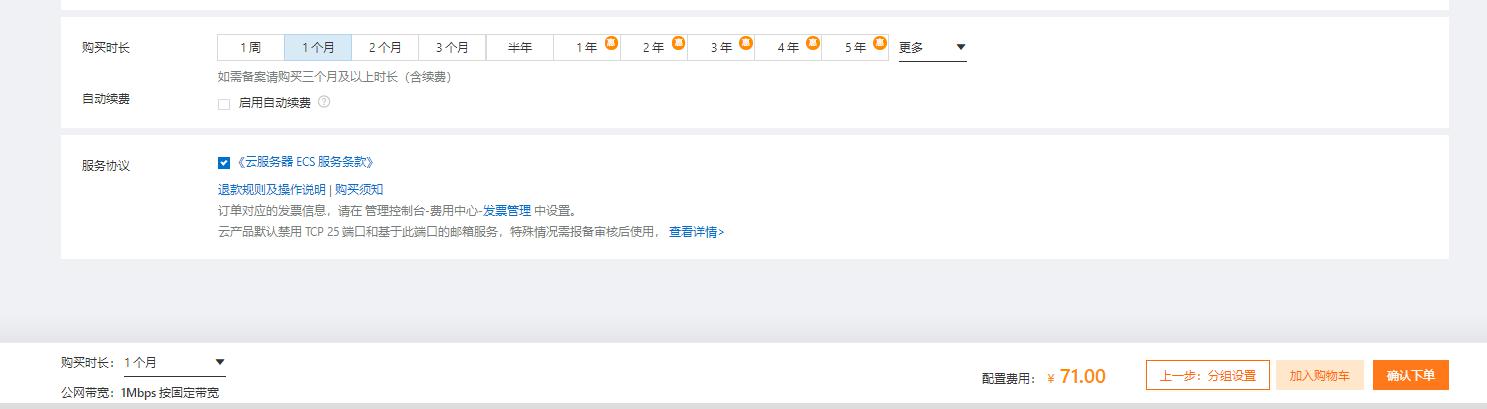 购买时长 1 周 1 个月 2 个月 3 个月 半年 1 年 惠 2 年 惠 3 年 惠 4 年 惠 5 年 惠 更多
如需备案请购买三个月及以上时长（含续费）
自动续费 启用自动续费 ?
服务协议 《云服务器 ECS 服务条款》
退款规则及操作说明 | 购买须知
订单对应的发票信息，请在 管理控制台-费用中心-发票管理 中设置。
云产品默认禁用 TCP 25 端口和基于此端口的邮箱服务，特殊情况需报备审核后使用， 查看详情>
购买时长： 1 个月
公网带宽：1Mbps 按固定带宽
配置费用： ¥ 71.00 上一步：分组设置 加入购物车 确认下单